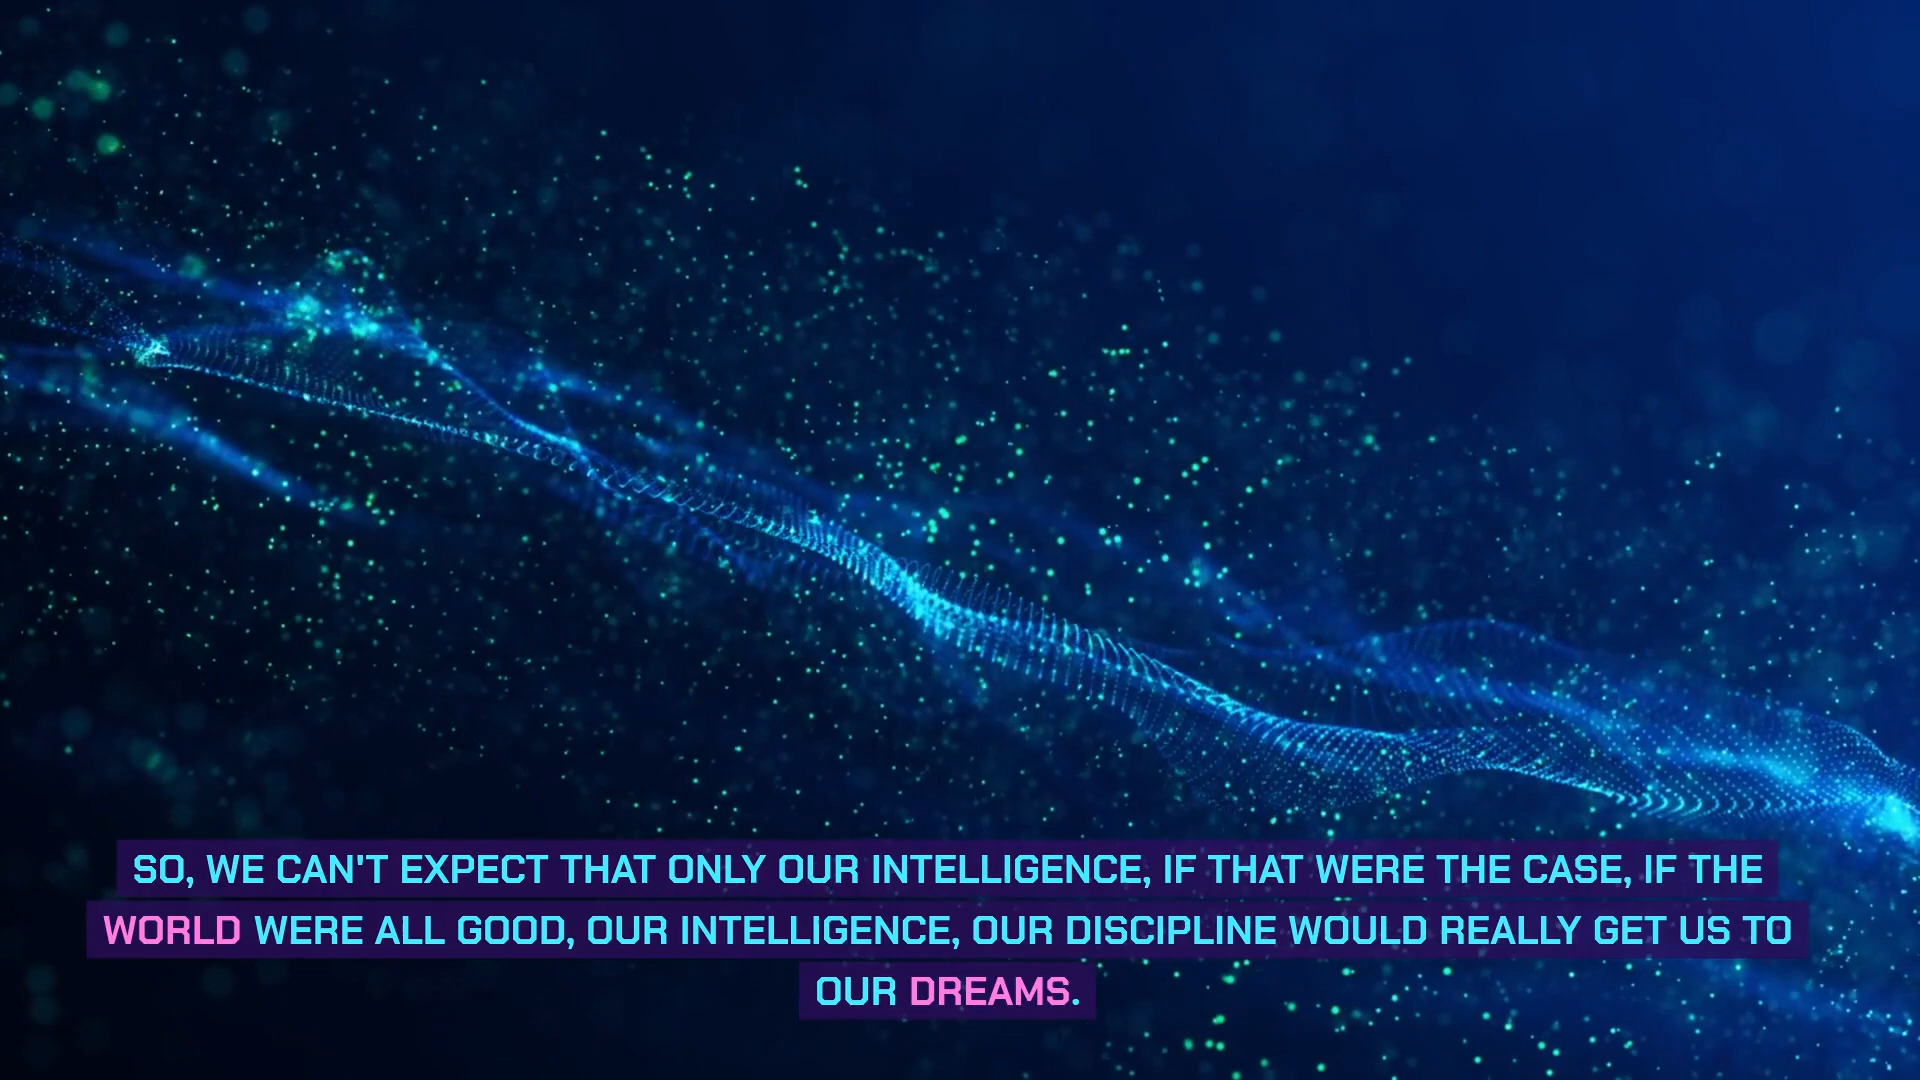 SO, WE CAN'T EXPECT THAT ONLY OUR INTELLIGENCE, IF THAT WERE THE CASE, IF THE
WORLD WERE ALL GOOD, OUR INTELLIGENCE, OUR DISCIPLINE WOULD REALLY GET US TO
OUR DREAMS.